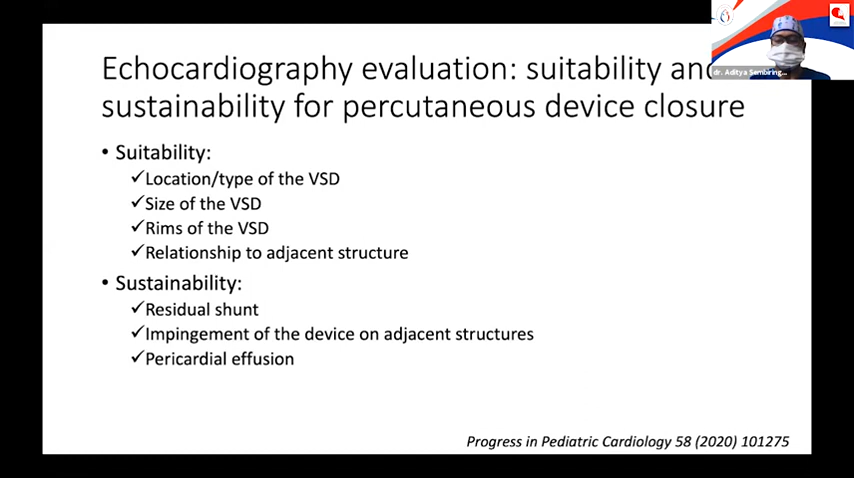 Echocardiography evaluation: suitability and
sustainability for percutaneous device closure
• Suitability:
✓Location/type of the VSD
✓Size of the VSD
✓Rims of the VSD
✓Relationship to adjacent structure
• Sustainability:
✓Residual shunt
✓Impingement of the device on adjacent structures
✓Pericardial effusion
Progress in Pediatric Cardiology 58 (2020) 101275
dr. Aditya Sembiring...